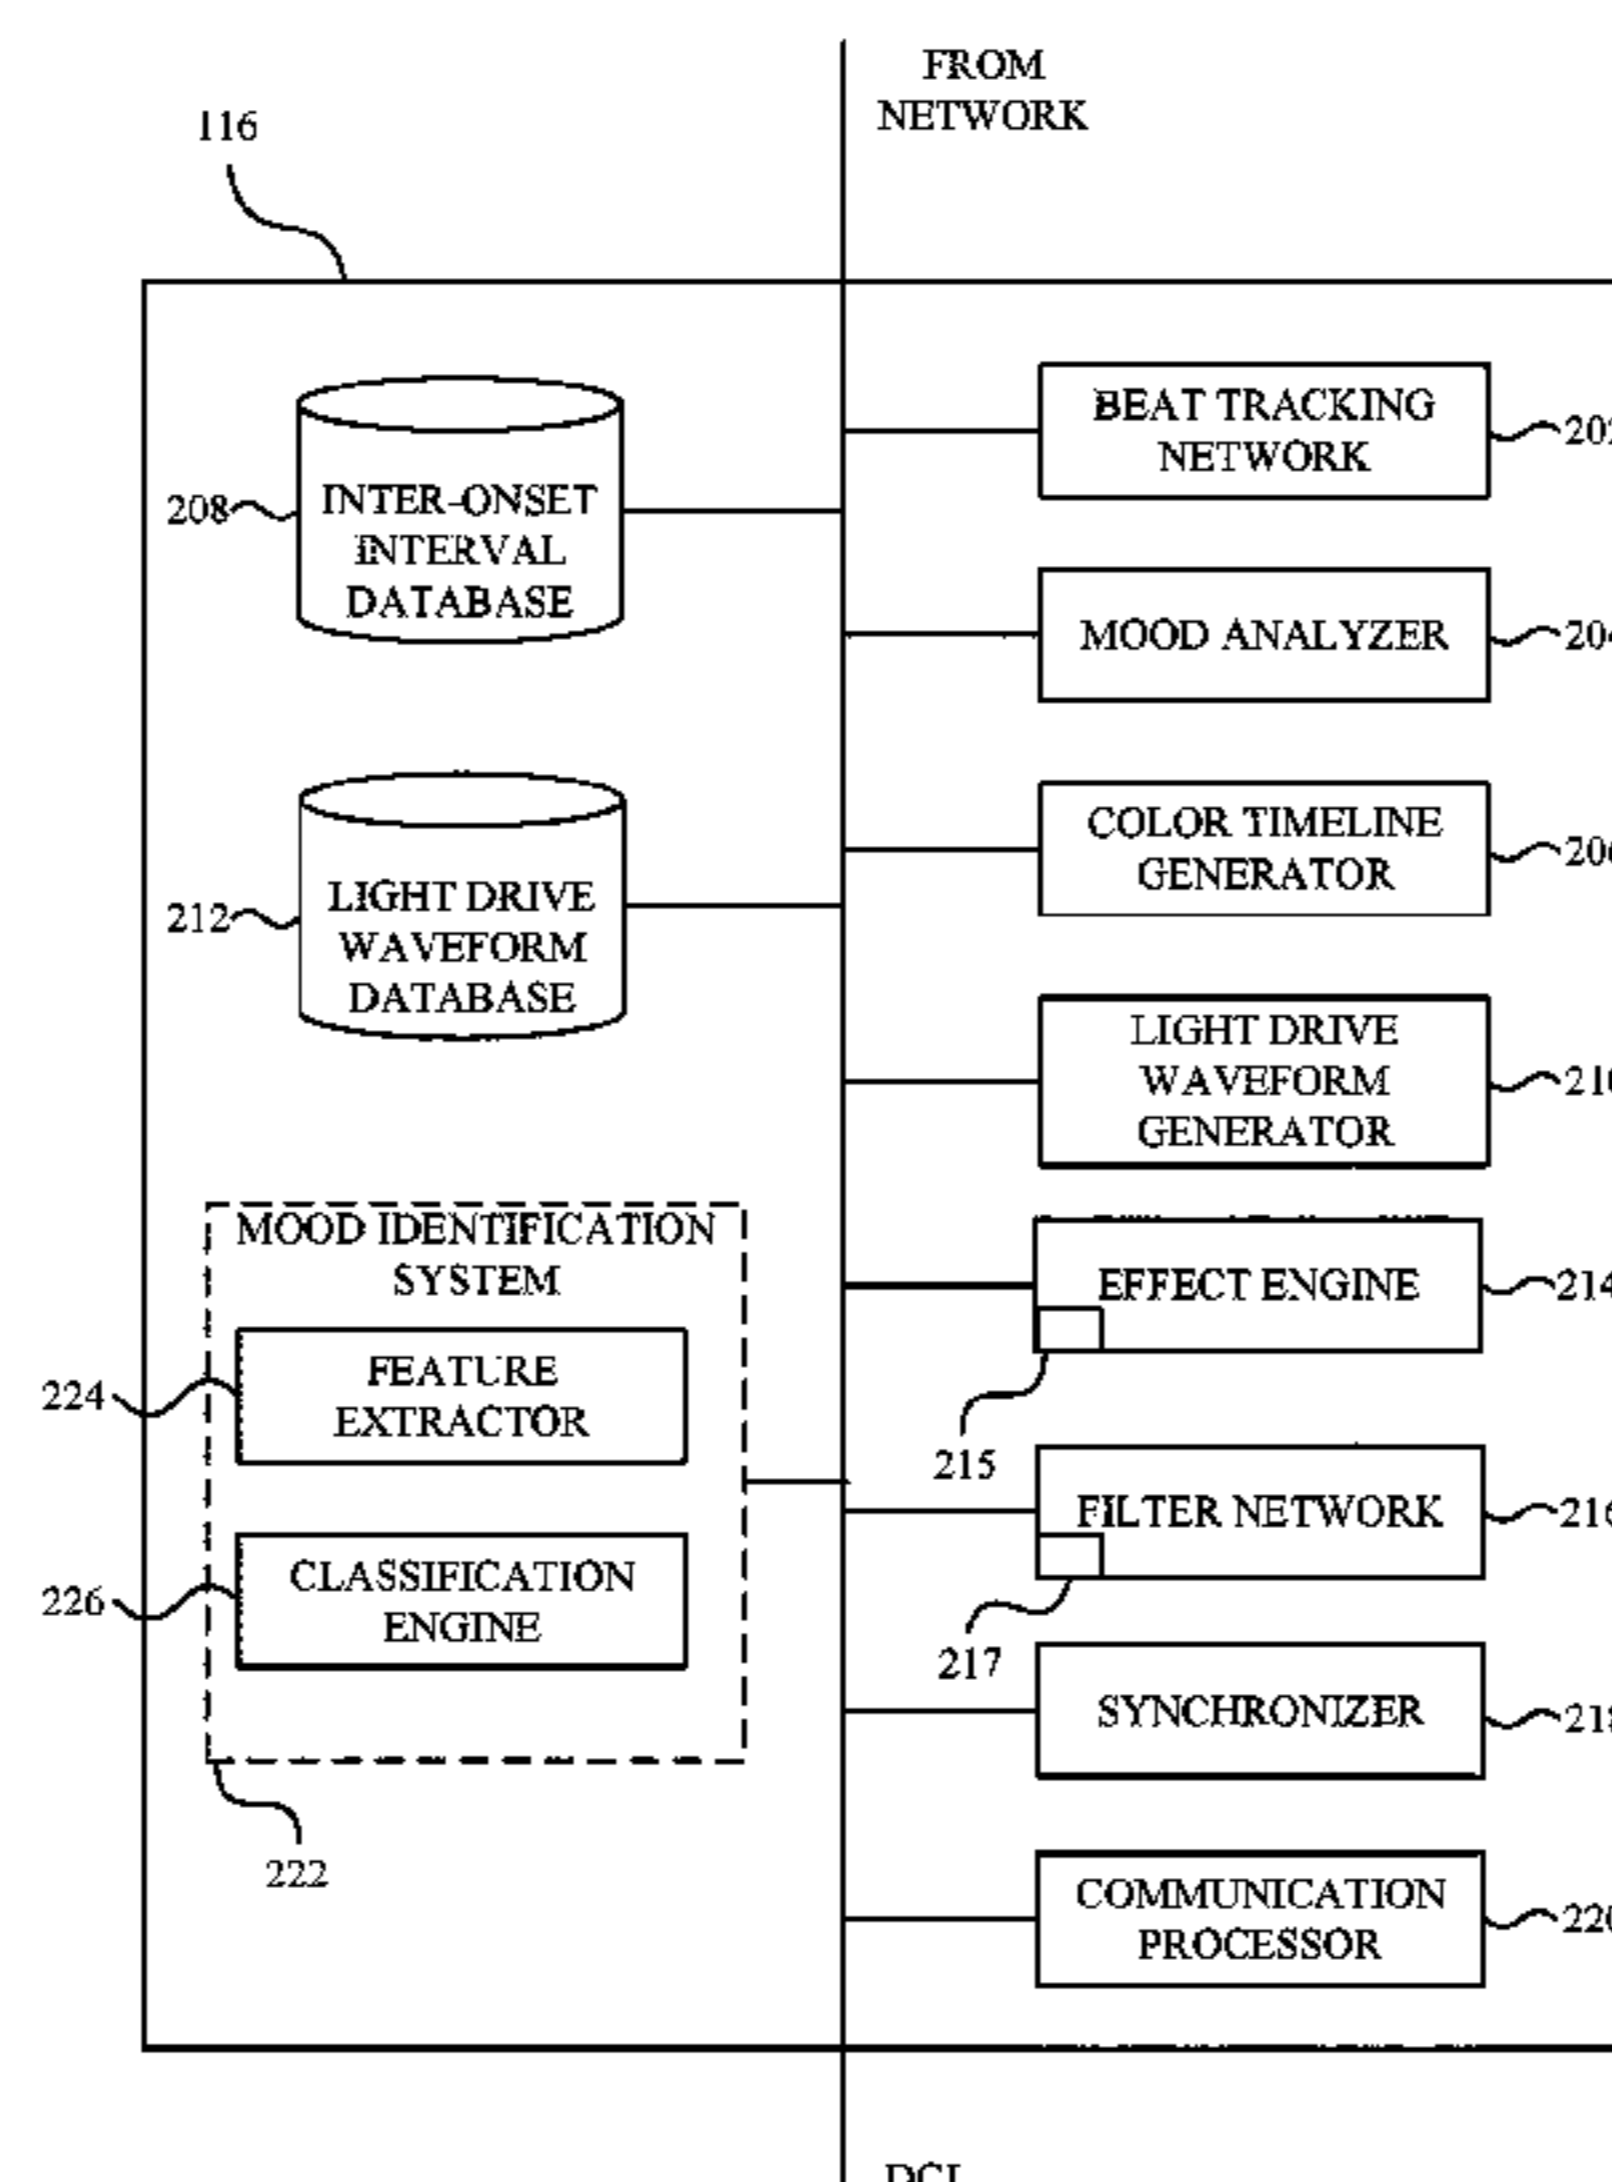 FROM
NETWORK
116
BEAT TRACKING
NETWORK
208
INTER-ONSET
INTERVAL
DATABASE
MOOD ANALYZER
COLOR TIMELINE
GENERATOR
212
LIGHT DRIVE
WAVEFORM
DATABASE
LIGHT DRIVE
WAVEFORM
GENERATOR
MOOD IDENTIFICATION
SYSTEM
EFFECT ENGINE
214
215
224
FEATURE
EXTRACTOR
FILTER NETWORK
217
226
CLASSIFICATION
ENGINE
SYNCHRONIZER
222
COMMUNICATION
PROCESSOR